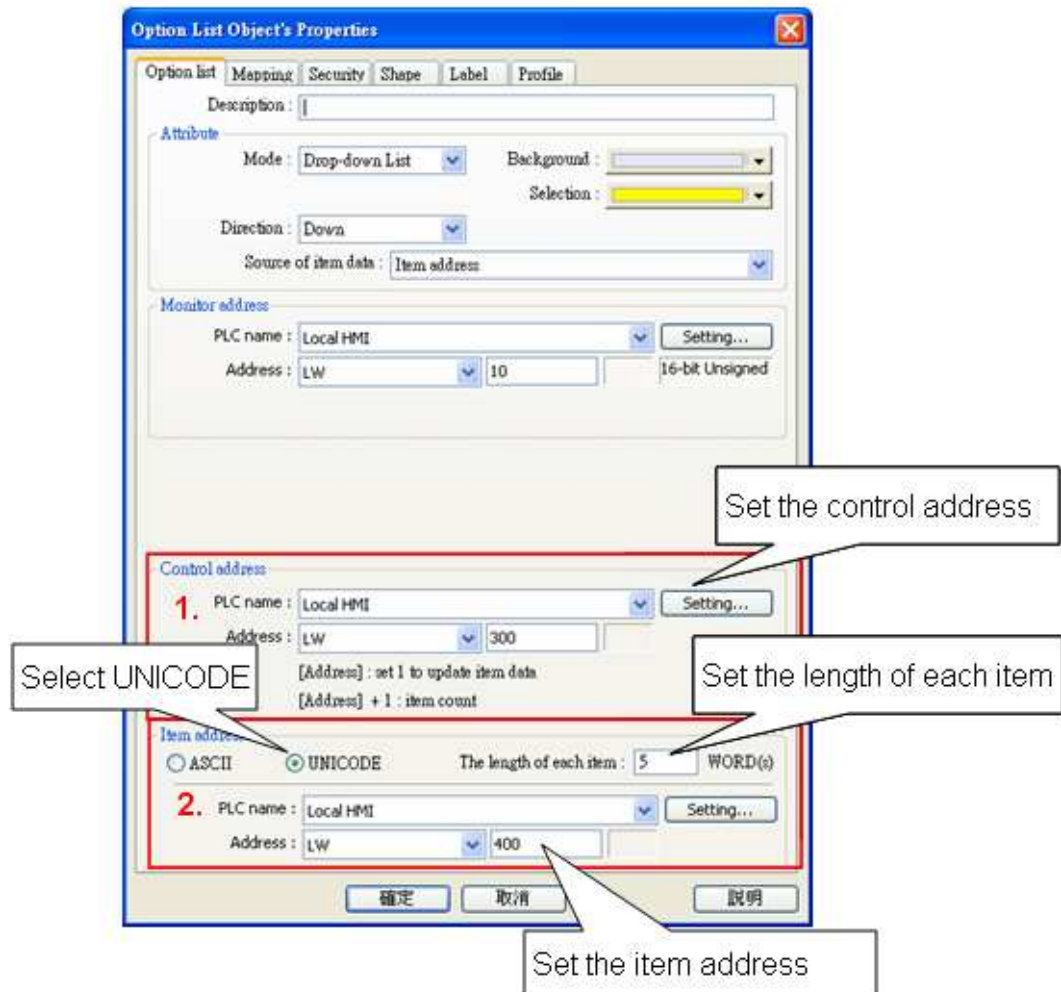 Option List Object's Properties
Option list Mapping Security Shape Label Profile
Description :
Attribute
Mode : Drop-down List Background :
Selection :
Direction : Down
Source of item data : Item address
Monitor address
PLC name : Local HMI Setting...
Address : LW 10 16-bit Unsigned
Set the control address
Control address
1. PLC name : Local HMI Setting...
Address : LW 300
Select UNICODE
[Address] : set 1 to update item data
Set the length of each item
[Address] + 1 : item count
Item address
ASCII UNICODE The length of each item : 5 WORD(s)
2. PLC name : Local HMI Setting...
Address : LW 400
確定 取消 說明
Set the item address